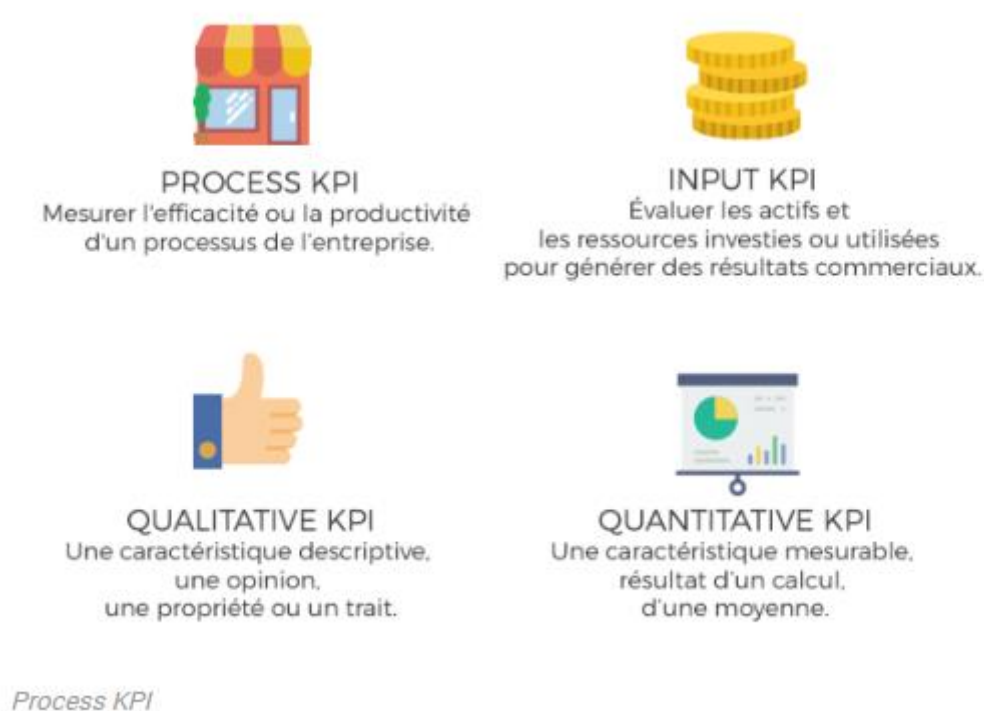 PROCESS KPI
Mesurer l'efficacité ou la productivité
d'un processus de l'entreprise.
INPUT KPI
Évaluer les actifs et
les ressources investies ou utilisées
pour générer des résultats commerciaux.
QUALITATIVE KPI
Une caractéristique descriptive,
une opinion,
une propriété ou un trait.
QUANTITATIVE KPI
Une caractéristique mesurable,
résultat d'un calcul,
d'une moyenne.
Process KPI